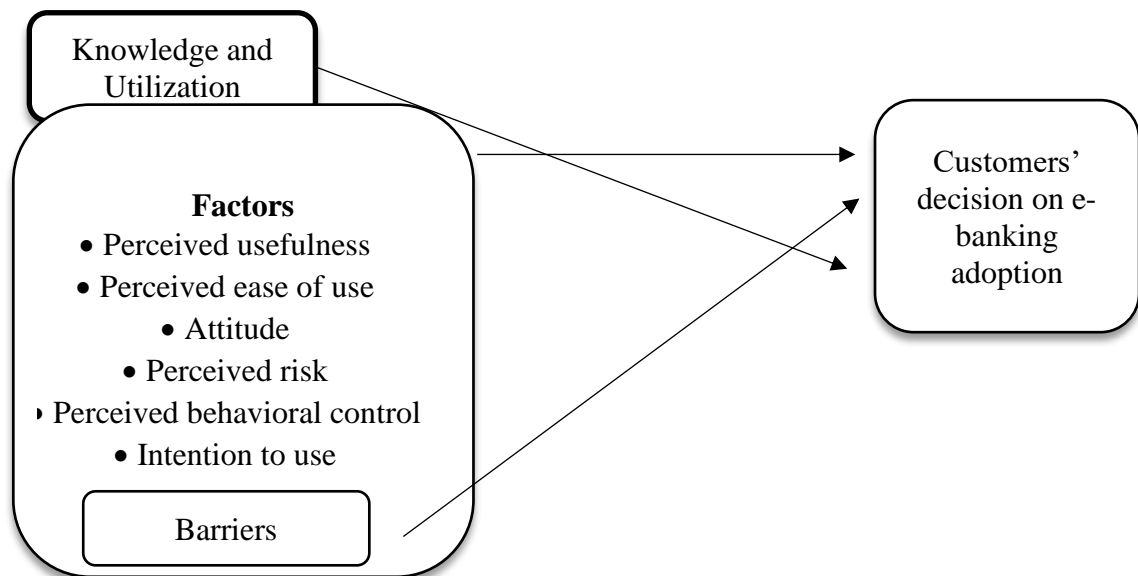 Knowledge and
Utilization
Factors
• Perceived usefulness
• Perceived ease of use
• Attitude
• Perceived risk
• Perceived behavioral control
• Intention to use
Barriers
Customers’
decision on e-
banking
adoption